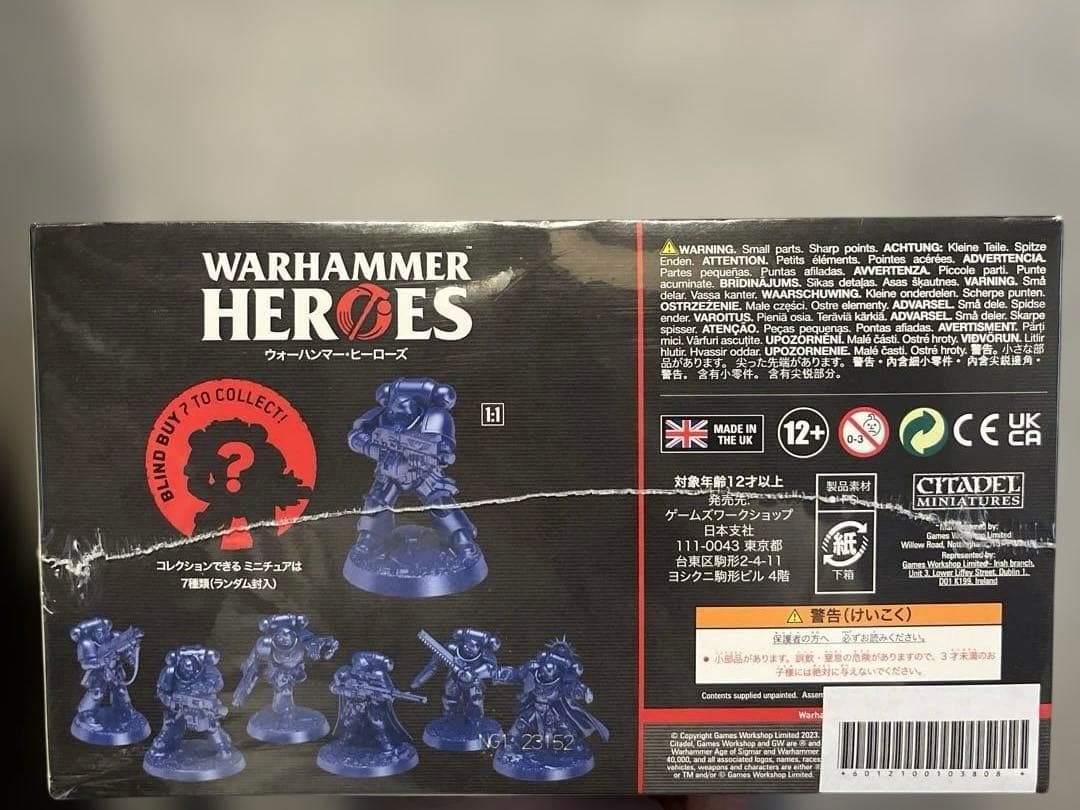 WARHAMMER™
HEROES
ウォーハンマー・ヒーローズ
BLIND BUY 7 TO COLLECT!
?
1:1
コレクションできる ミニチュアは
7種類(ランダム封入)
NG1 23152
WARNING. Small parts. Sharp points. ACHTUNG: Kleine Teile. Spitze
Enden. ATTENTION. Petits éléments. Pointes acérées. ADVERTENCIA.
Partes pequeñas. Puntas afiladas. AVVERTENZA. Piccole parti. Punte
acuminate. BRĪDINĀJUMS. Sīkas detaļas. Asas šķautnes. VARNING. Små
delar. Vassa kanter. WAARSCHUWING. Kleine onderdelen. Scherpe punten.
OSTRZEŻENIE. Małe części. Ostre elementy. ADVARSEL. Små dele. Spidse
ender. VAROITUS. Pieniä osia. Teräviä kärkiä. ADVARSEL. Små deler. Skarpe
spisser. ATENÇÃO. Peças pequenas. Pontas afiadas. AVERTISMENT. Părți
mici. Vârfuri ascuțite. UPOZORNĚNÍ. Malé části. Ostré hroty. VIÐVÖRUN. Litlir
hlutir. Hvassir oddar. UPOZORNENIE. Malé časti. Ostré hroty. 警告。小さな部
品があります。尖った先端があります。警告・內含細小零件・內含尖銳邊角・
警告。含有小零件。含有尖锐部分。
MADE IN
THE UK
12+
0-3
CE
UK
CA
対象年齢12才以上
発売元:
ゲームズワークショップ
日本支社
111-0043 東京都
台東区駒形2-4-11
ヨシクニ駒形ビル 4階
製品素材
● PS
紙
下箱
CITADEL
MINIATURES
Manufactured by:
Games Workshop Limited
Willow Road, Nottingham
Represented by:
Games Workshop Limited- Irish branch,
Unit 3, Lower Liffey Street, Dublin 1,
D01 K199, Ireland
警告(けいこく)
保護者の方へ 必ずお読みください。
● 小部品があります。誤飲・窒息の危険がありますので、3才未満のお
子様には絶対に与えないでください。
Contents supplied unpainted. Assem
Warha
© Copyright Games Workshop Limited 2023.
Citadel, Games Workshop and GW are ® and
Warhammer Age of Sigmar and Warhammer
40,000, and all associated logos, names, races
vehicles, weapons and characters are either ®
or TM and/or © Games Workshop Limited.
*601210010380 8*